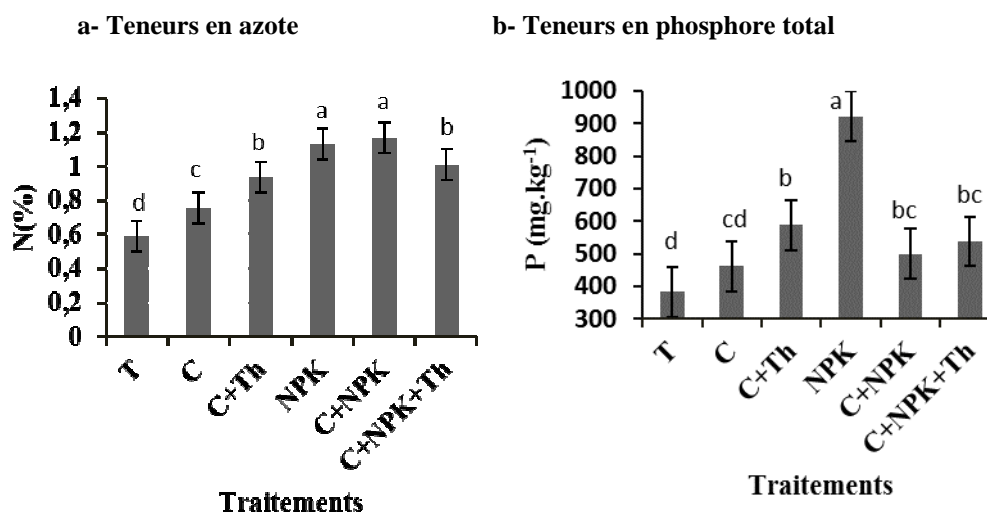 a- Teneurs en azote
b- Teneurs en phosphore total
N(%)
1,4
1,2
1
0,8
0,6
0,4
0,2
0
d
c
b
a
a
b
T
C
C+Th
NPK
C+NPK
C+NPK+Th
Traitements
P (mg.kg-1)
1000
900
800
700
600
500
400
300
d
cd
b
a
bc
bc
T
C
C+Th
NPK
C+NPK
C+NPK+Th
Traitements